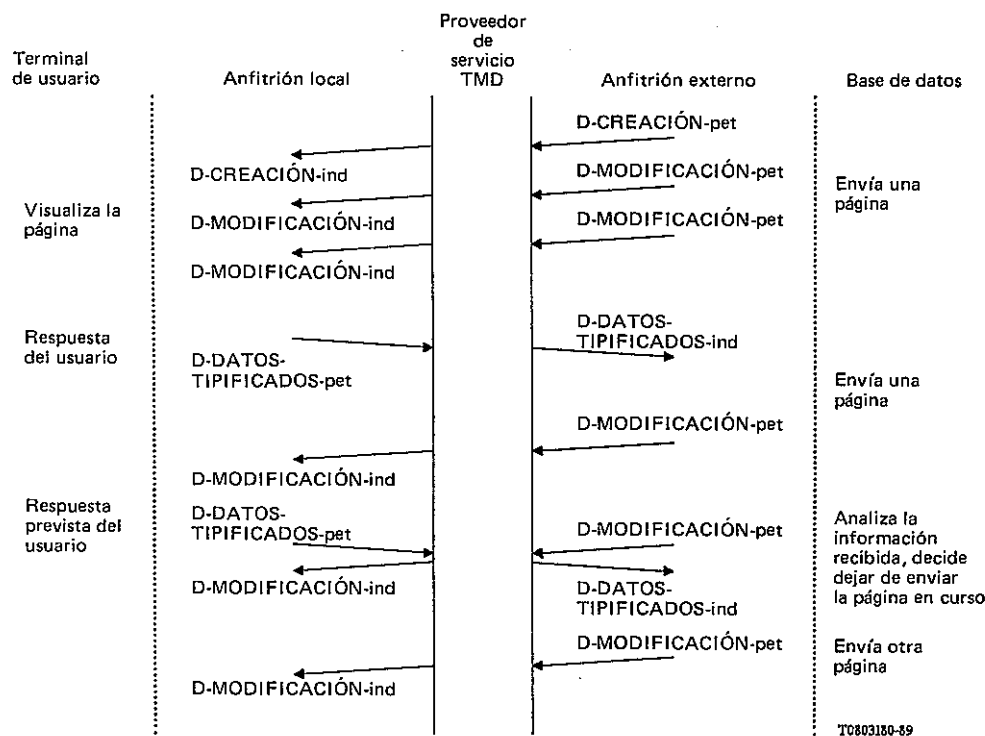 Proveedor
de
servicio
TMD
Terminal
de usuario
Anfitrión local
Anfitrión externo
Base de datos
D-CREACIÓN-pet
D-CREACIÓN-ind
D-MODIFICACIÓN-pet
Envía una
página
Visualiza la
página
D-MODIFICACIÓN-ind
D-MODIFICACIÓN-pet
D-MODIFICACIÓN-ind
Respuesta
del usuario
D-DATOS-
TIPIFICADOS-ind
D-DATOS-
TIPIFICADOS-pet
Envía una
página
D-MODIFICACIÓN-pet
D-MODIFICACIÓN-ind
Respuesta
prevista del
usuario
D-DATOS-
TIPIFICADOS-pet
D-MODIFICACIÓN-pet
Analiza la
información
recíbida, decide
dejar de enviar
la página en curso
D-MODIFICACIÓN-ind
D-DATOS-
TIPIFICADOS-ind
D-MODIFICACIÓN-pet
Envía otra
página
D-MODIFICACIÓN-ind
T0803180-89